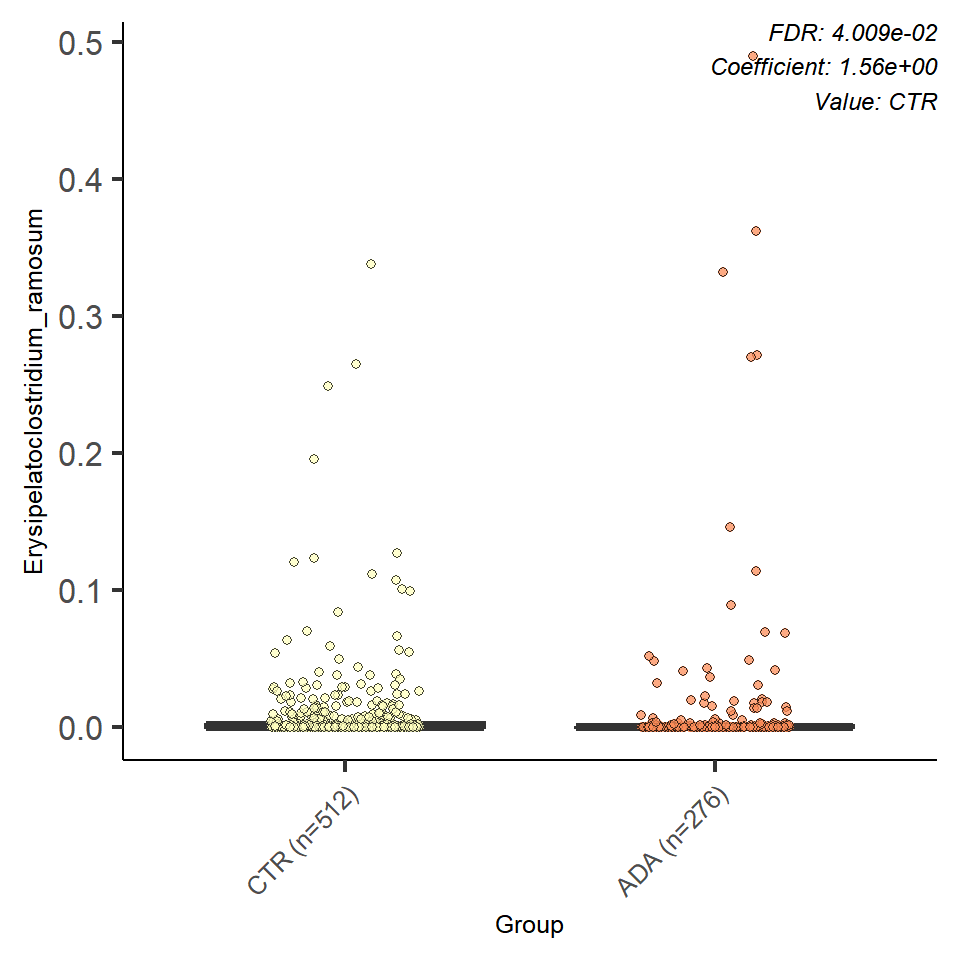 FDR: 4.009e-02
Coefficient: 1.56e+00
Value: CTR
0.5
0.4
0.3
0.2
0.1
0.0
Erysipelatoclostridium_ramosum
CTR (n=512)
ADA (n=276)
Group